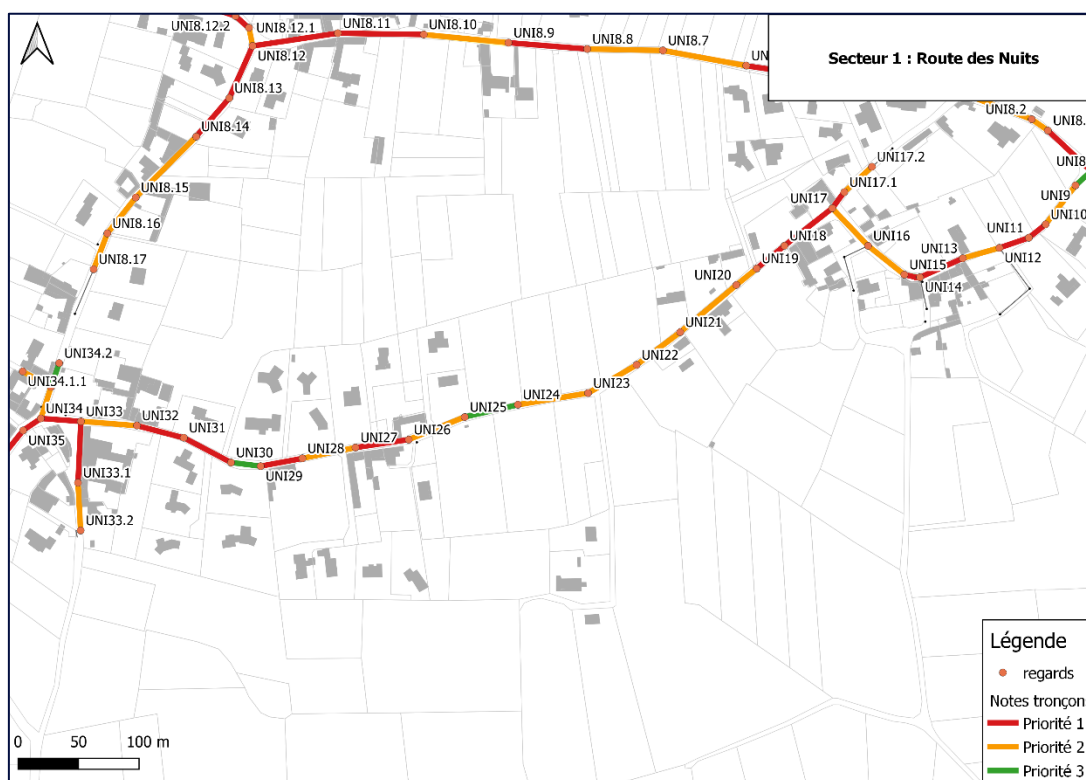 UNI8.12.2
UNI8.12.1
UNI8.11
UNI8.10
UNI8.9
UNI8.8
UNI8.7
UNI
Secteur 1 : Route des Nuits
UNI8.12
UNI8.13
UNI8.14
UNI8.2
UNI8.
UNI8
UNI17.2
UNI17.1
UNI17
UNI9
UNI10
UNI8.15
UNI8.16
UNI18
UNI16
UNI11
UNI13
UNI12
UNI8.17
UNI19
UNI15
UNI14
UNI20
UNI21
UNI34.2
UNI22
UNI34.1.1
UNI23
UNI24
UNI25
UNI34
UNI33
UNI32
UNI26
UNI35
UNI31
UNI27
UNI28
UNI30
UNI29
UNI33.1
UNI33.2
Légende
regards
Notes tronçon
Priorité 1
Priorité 2
Priorité 3
0 50 100 m